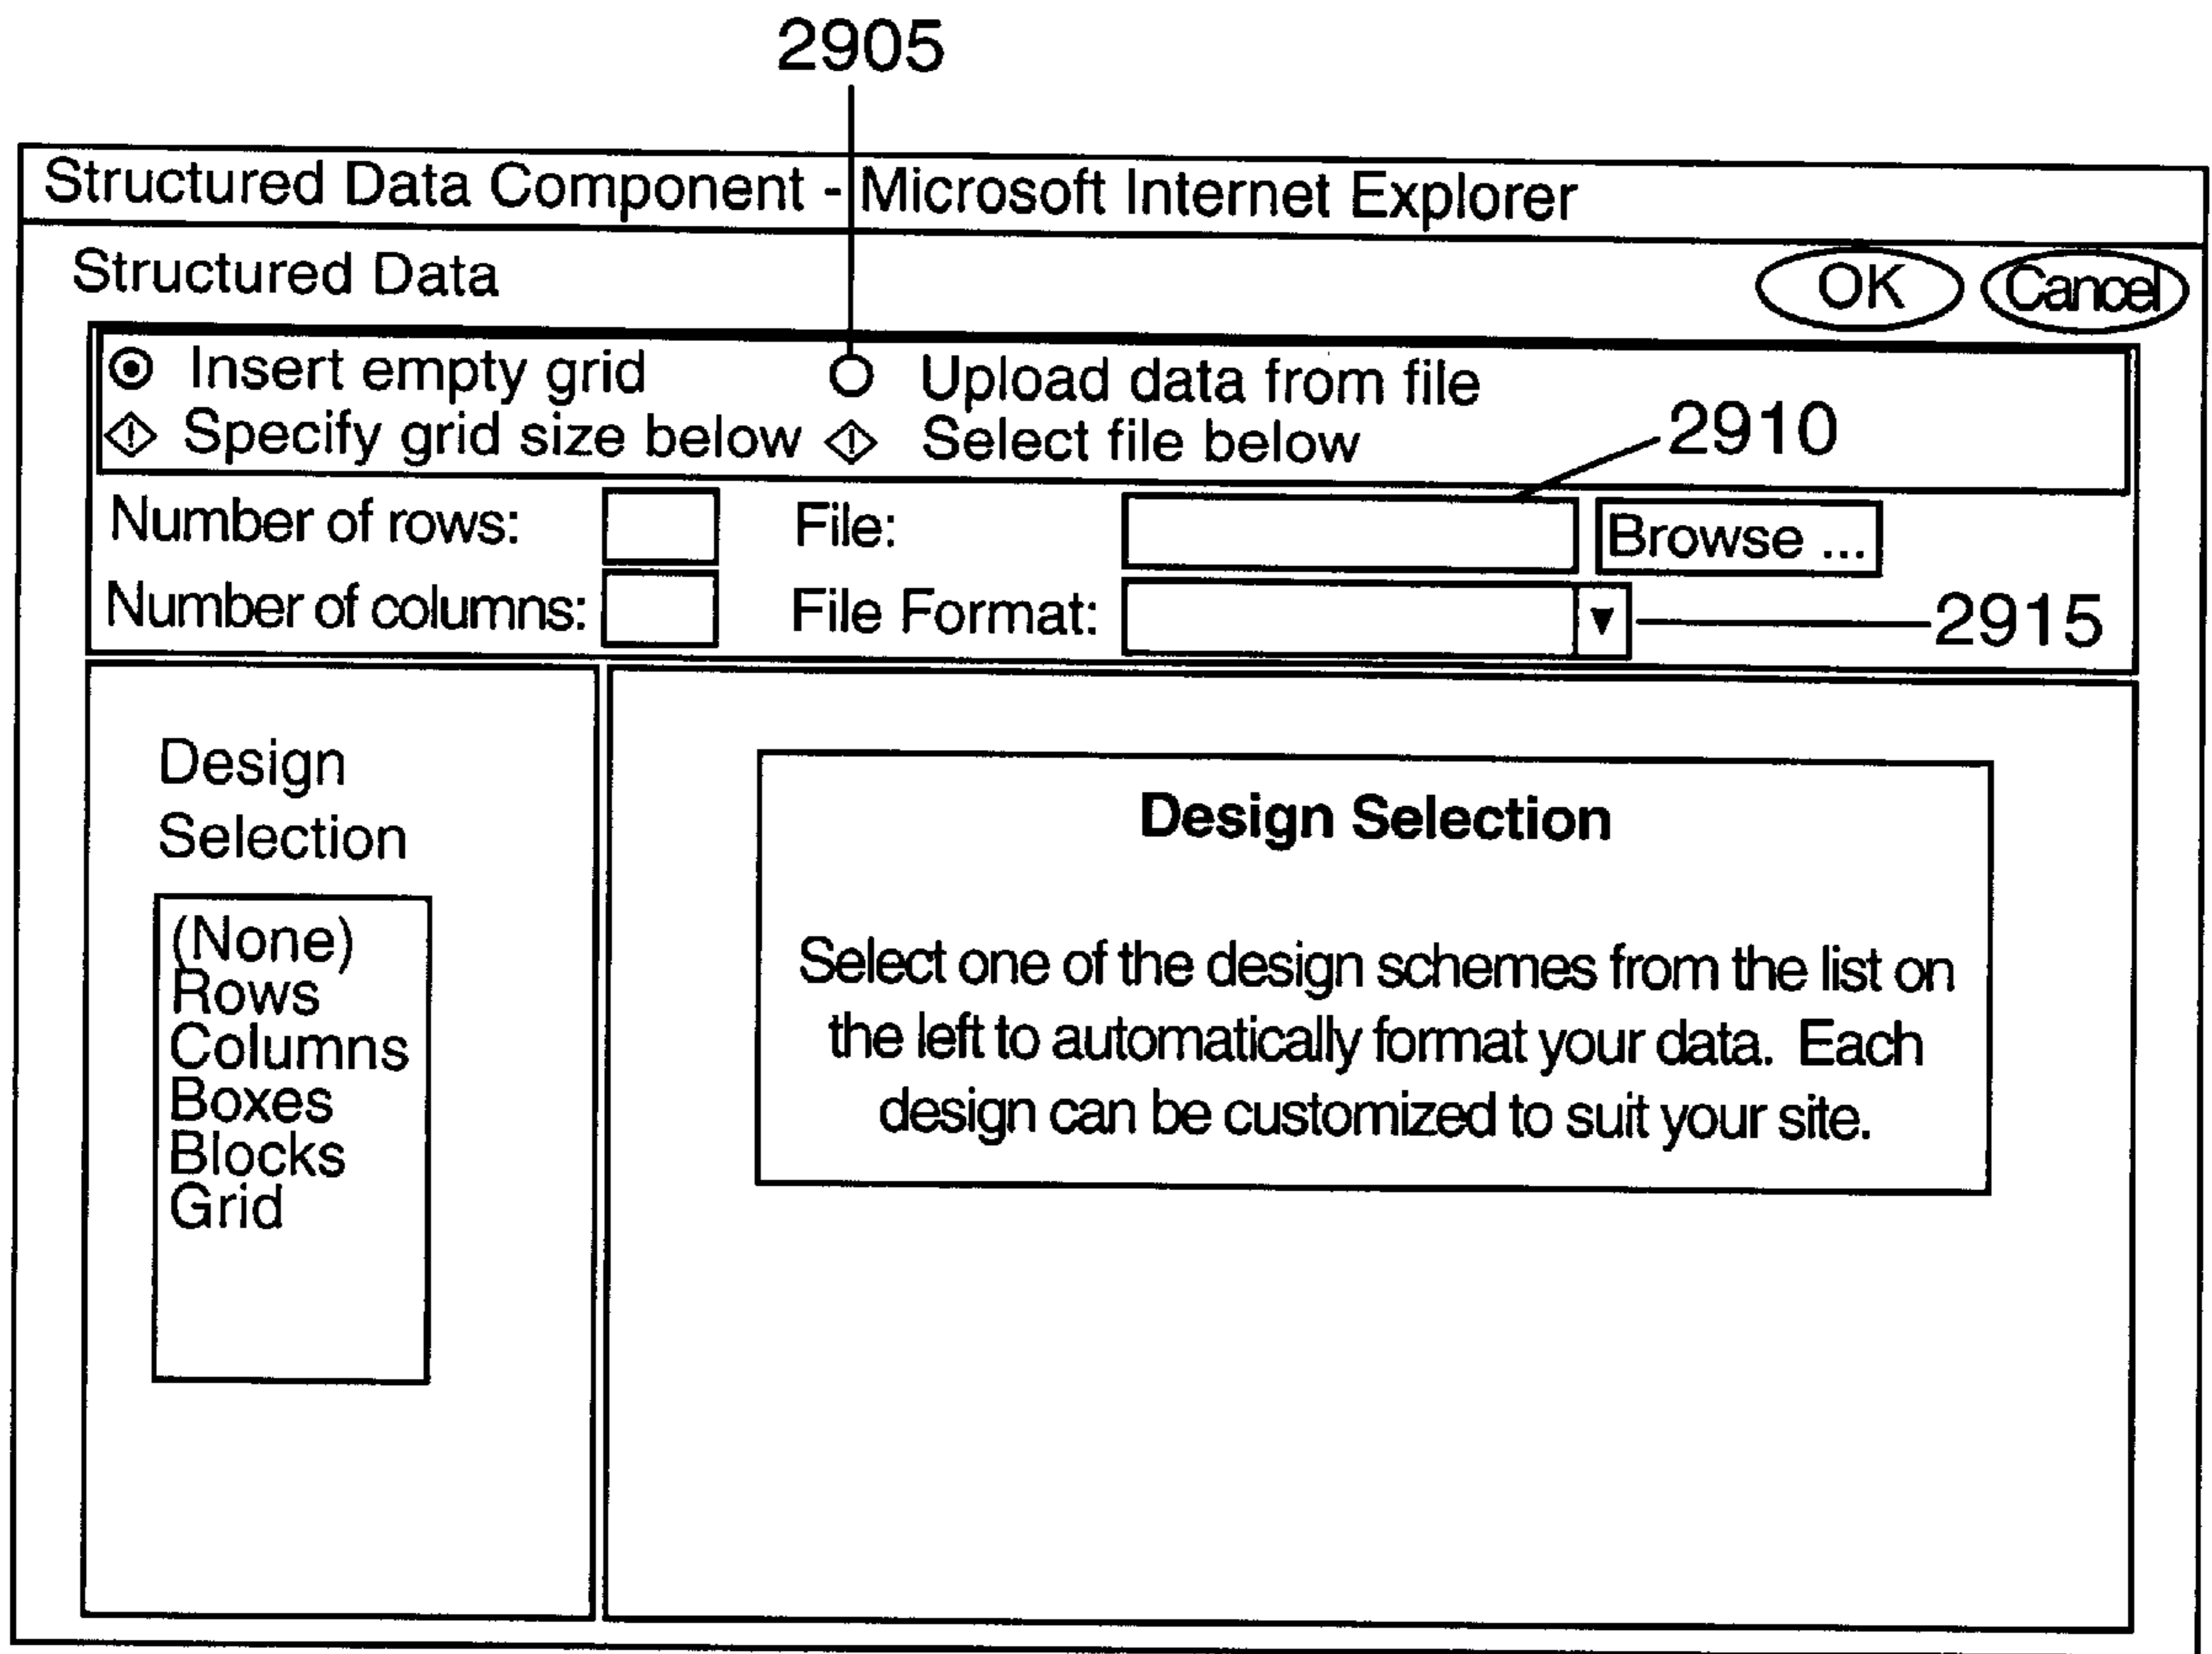 2905
Structured Data Component - Microsoft Internet Explorer
Structured Data
OK
Cancel
Insert empty grid
Upload data from file
Specify grid size below
Select file below
2910
Number of rows:
File:
Browse ...
Number of columns:
File Format:
2915
Design
Selection
(None)
Rows
Columns
Boxes
Blocks
Grid
Design Selection
Select one of the design schemes from the list on
the left to automatically format your data. Each
design can be customized to suit your site.